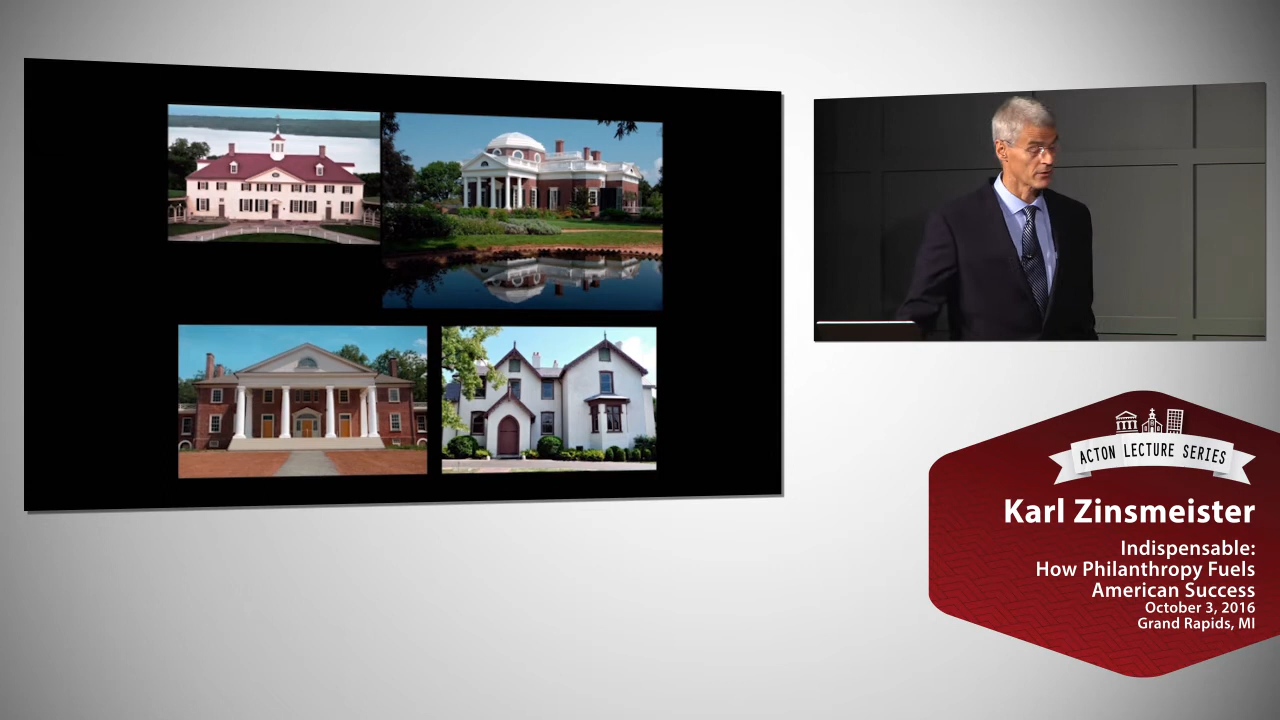 ACTON LECTURE SERIES
Karl Zinsmeister
Indispensable:
How Philanthropy Fuels
American Success
October 3, 2016
Grand Rapids, MI